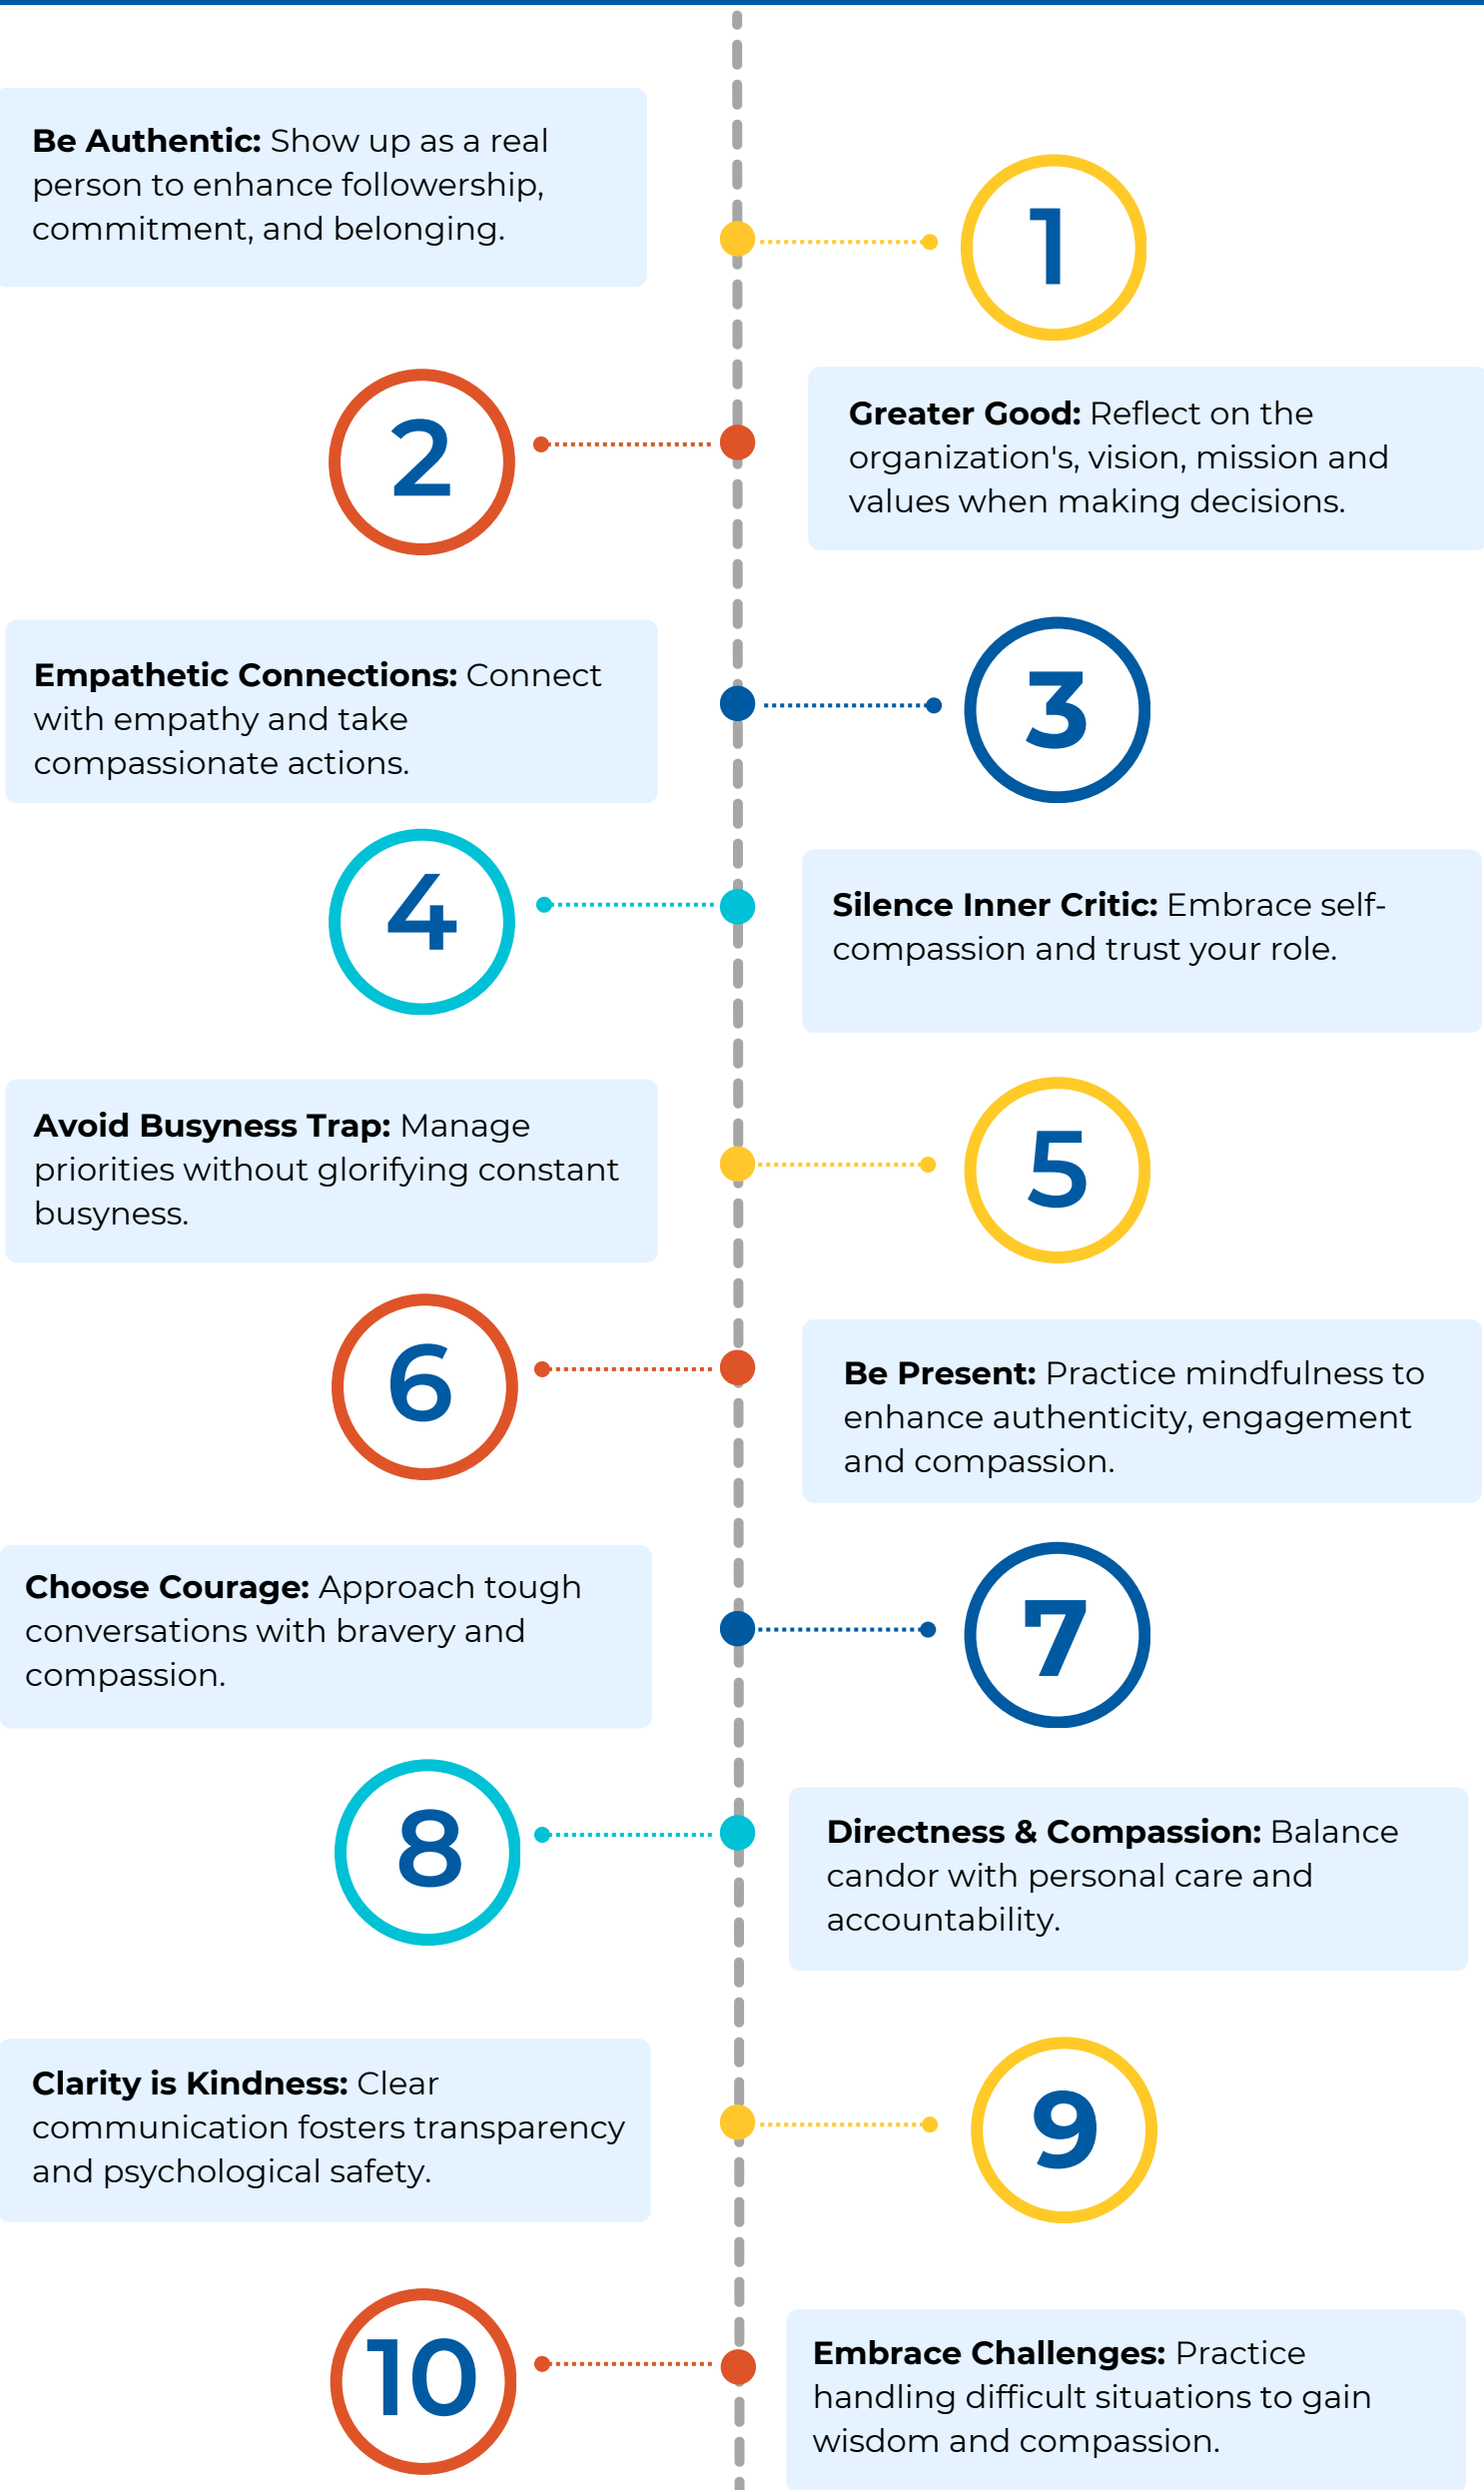 Be Authentic: Show up as a real
person to enhance followership,
commitment, and belonging.
1
2
Greater Good: Reflect on the
organization's, vision, mission and
values when making decisions.
Empathetic Connections: Connect
with empathy and take
compassionate actions.
3
4
Silence Inner Critic: Embrace self-
compassion and trust your role.
Avoid Busyness Trap: Manage
priorities without glorifying constant
busyness.
5
6
Be Present: Practice mindfulness to
enhance authenticity, engagement
and compassion.
Choose Courage: Approach tough
conversations with bravery and
compassion.
7
8
Directness & Compassion: Balance
candor with personal care and
accountability.
Clarity is Kindness: Clear
communication fosters transparency
and psychological safety.
9
10
Embrace Challenges: Practice
handling difficult situations to gain
wisdom and compassion.